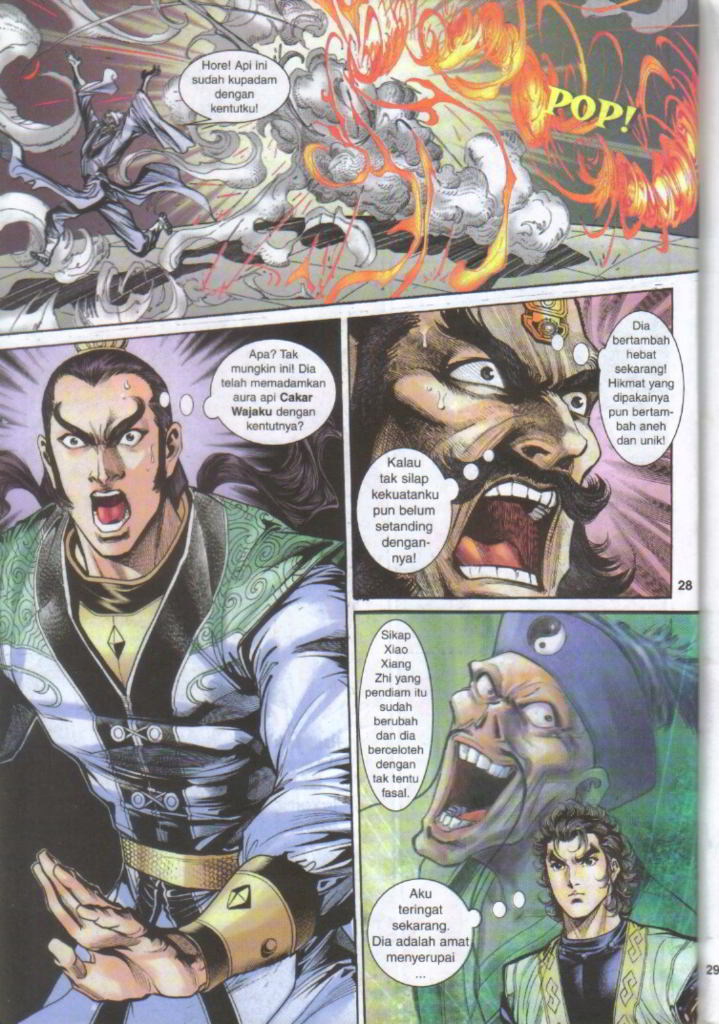 Hore! Api ini
sudah kupadam
dengan
kentutku!
POP!
Apa? Tak
mungkin ini! Dia
telah memadamkan
aura api Cakar
Wajaku dengan
kentutnya?
Dia
bertambah
hebat
sekarang!
Hikmat yang
dipakainya
pun bertam-
bah aneh
dan unik!
Kalau
tak silap
kekuatanku
pun belum
setanding
dengan-
nya!
28
Sikap
Xiao
Xiang
Zhi yang
pendiam itu
sudah
berubah
dan dia
berceloteh
dengan
tak tentu
fasal.
Aku
teringat
sekarang.
Dia adalah amat
menyerupai
...
29